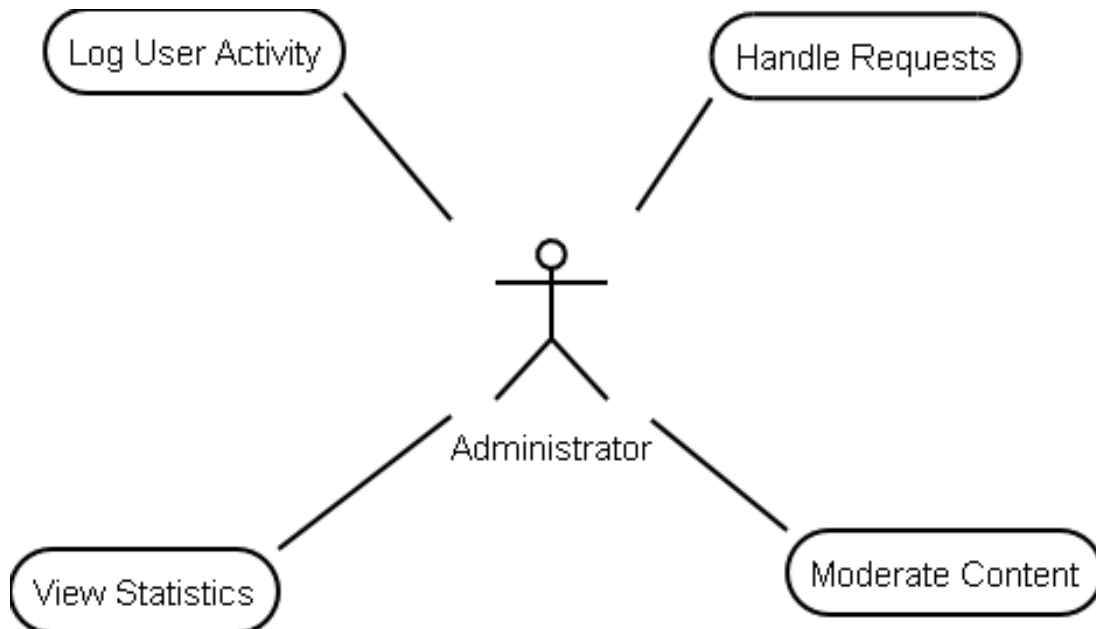 Log User Activity
Handle Requests
Administrator
View Statistics
Moderate Content